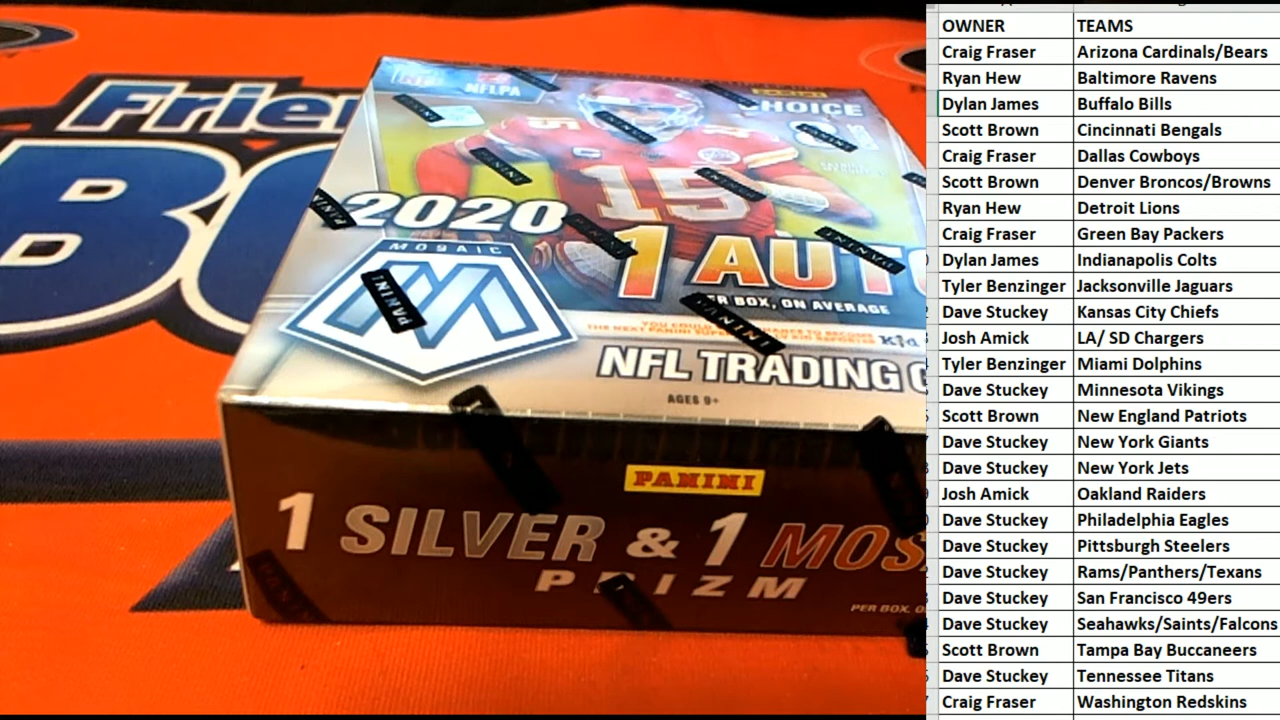 Frien
BO
NFL
NFLPA
PANINI
CHOICE
15
2020
MOSAIC
M
1 AUTO
PER BOX, ON AVERAGE
NFL TRADING C
AGES 9+
PANINI
1 SILVER & 1 MOS
PRIZM
PER BOX, O
OWNER TEAMS
Craig Fraser Arizona Cardinals/Bears
Ryan Hew Baltimore Ravens
Dylan James Buffalo Bills
Scott Brown Cincinnati Bengals
Craig Fraser Dallas Cowboys
Scott Brown Denver Broncos/Browns
Ryan Hew Detroit Lions
Craig Fraser Green Bay Packers
Dylan James Indianapolis Colts
Tyler Benzinger Jacksonville Jaguars
Dave Stuckey Kansas City Chiefs
Josh Amick LA/ SD Chargers
Tyler Benzinger Miami Dolphins
Dave Stuckey Minnesota Vikings
Scott Brown New England Patriots
Dave Stuckey New York Giants
Dave Stuckey New York Jets
Josh Amick Oakland Raiders
Dave Stuckey Philadelphia Eagles
Dave Stuckey Pittsburgh Steelers
Dave Stuckey Rams/Panthers/Texans
Dave Stuckey San Francisco 49ers
Dave Stuckey Seahawks/Saints/Falcons
Scott Brown Tampa Bay Buccaneers
Dave Stuckey Tennessee Titans
Craig Fraser Washington Redskins